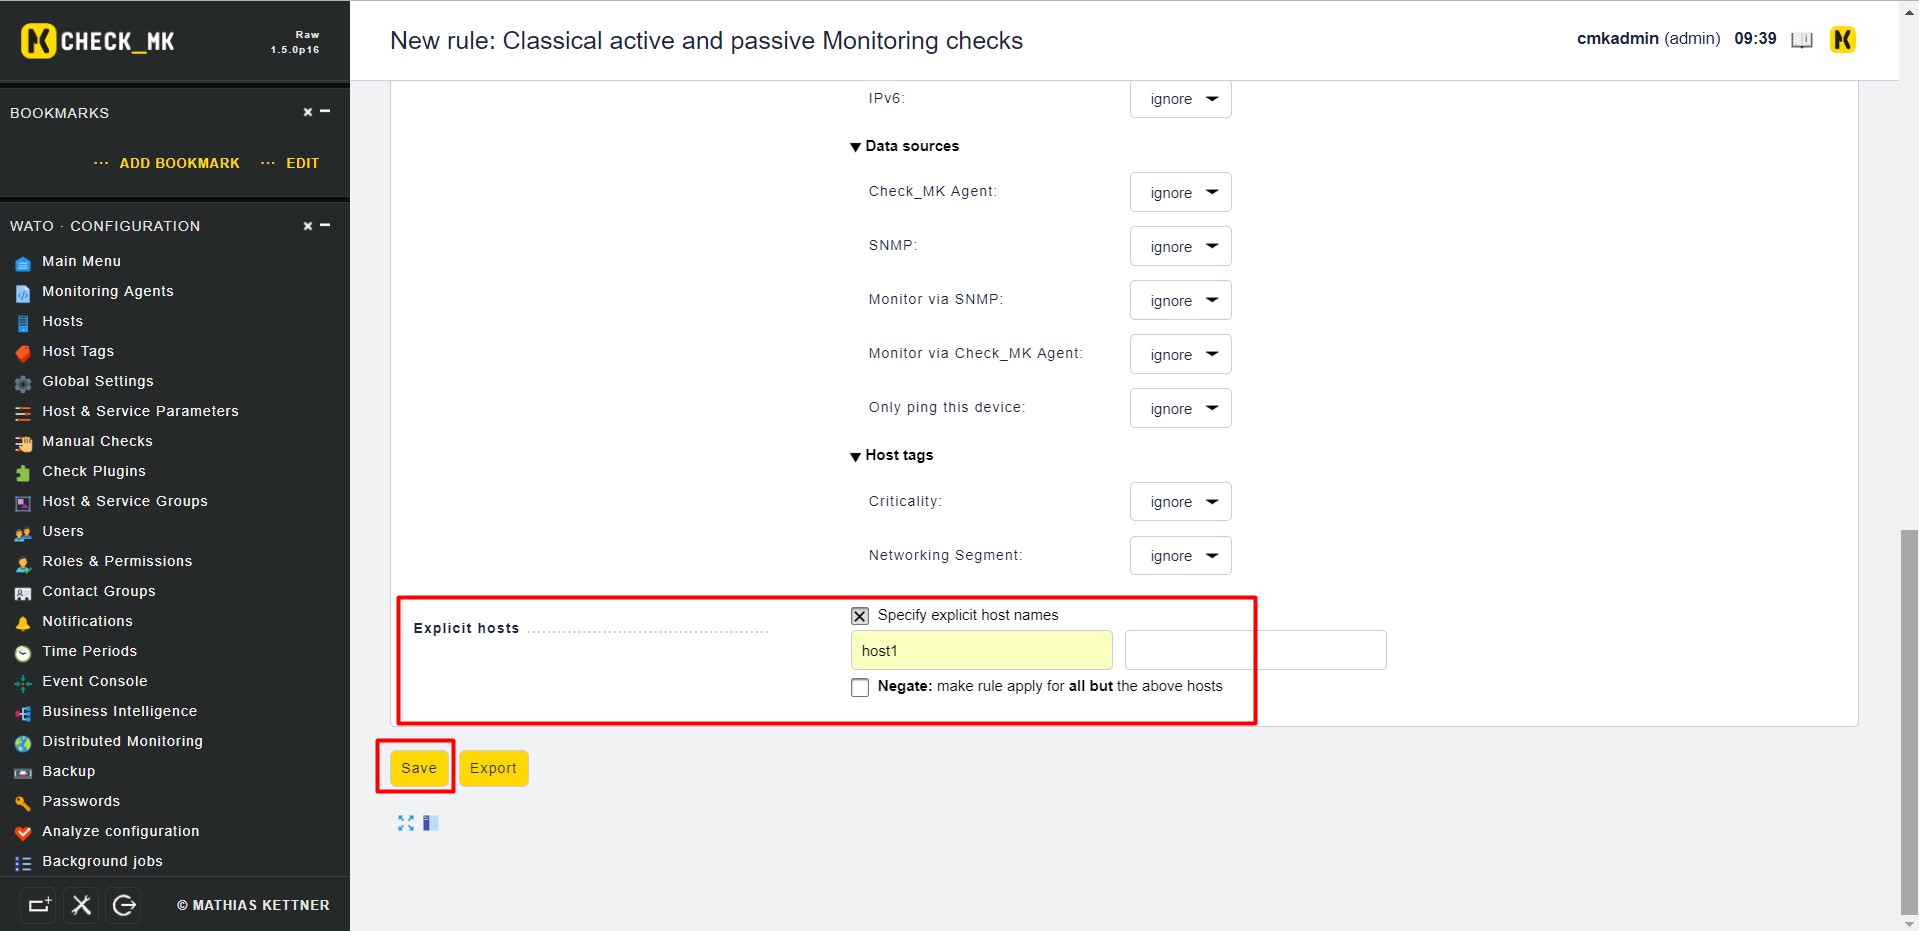 CHECK_MK
Raw
1.5.0p16
New rule: Classical active and passive Monitoring checks
cmkadmin (admin) 09:39
BOOKMARKS
··· ADD BOOKMARK ··· EDIT
WATO · CONFIGURATION
Main Menu
Monitoring Agents
Hosts
Host Tags
Global Settings
Host & Service Parameters
Manual Checks
Check Plugins
Host & Service Groups
Users
Roles & Permissions
Contact Groups
Notifications
Time Periods
Event Console
Business Intelligence
Distributed Monitoring
Backup
Passwords
Analyze configuration
Background jobs
© MATHIAS KETTNER
IPv6: ignore
Data sources
Check_MK Agent: ignore
SNMP: ignore
Monitor via SNMP: ignore
Monitor via Check_MK Agent: ignore
Only ping this device: ignore
Host tags
Criticality: ignore
Networking Segment: ignore
Explicit hosts
Specify explicit host names
host1
Negate: make rule apply for all but the above hosts
Save Export